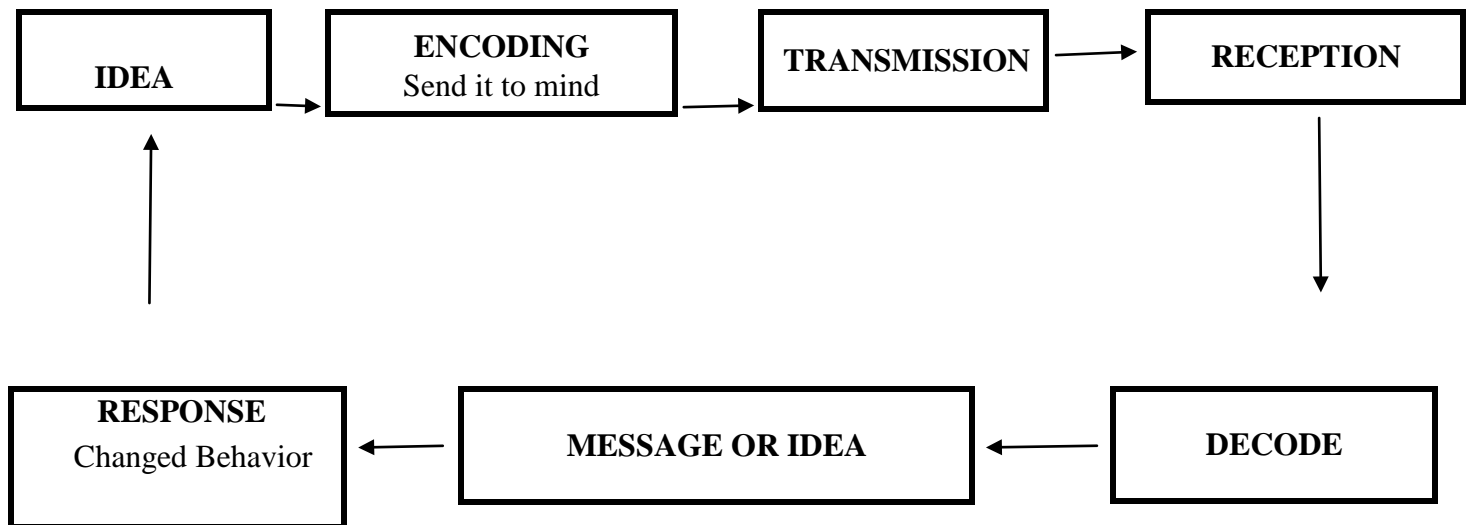 IDEA
ENCODING
Send it to mind
TRANSMISSION
RECEPTION
RESPONSE
Changed Behavior
MESSAGE OR IDEA
DECODE